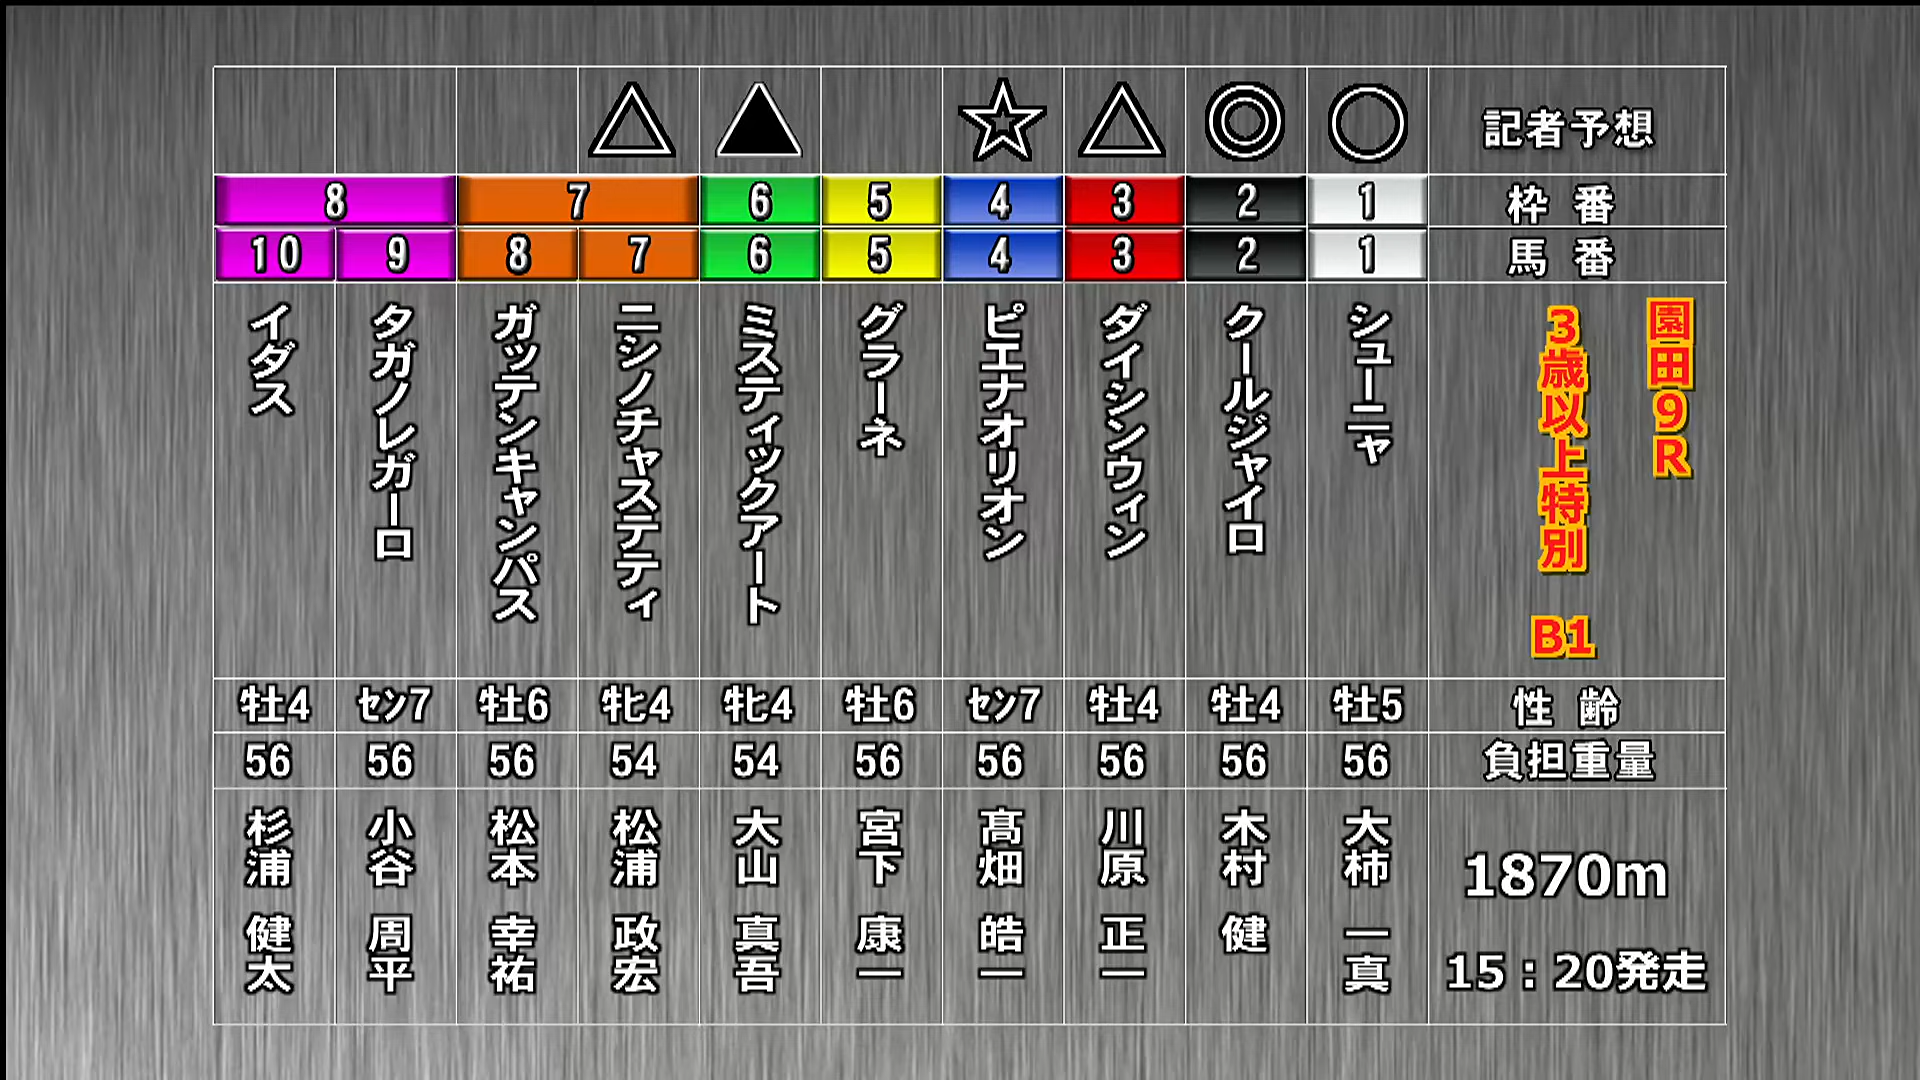 記者予想 ○ ◎ △ ☆ ▲ △
枠番 1 2 3 4 5 6 7 8
馬番 1 2 3 4 5 6 7 8 9 10
園田9R
3歳以上特別 B1
シューニャ
クールジャイロ
ダイシンウィン
ピエナオリオン
グラーネ
ミスティックアート
ニシノチャステティ
ガッテンキャンパス
タガノレガーロ
イダス
性齢 牡5 牡4 牡4 セン7 牡6 牝4 牝4 牡6 セン7 牡4
負担重量 56 56 56 56 56 54 54 56 56 56
1870m
15:20発走
大柿 一真
木村 健
川原 正一
髙畑 皓一
宮下 康一
大山 真吾
松浦 政宏
松本 幸祐
小谷 周平
杉浦 健太